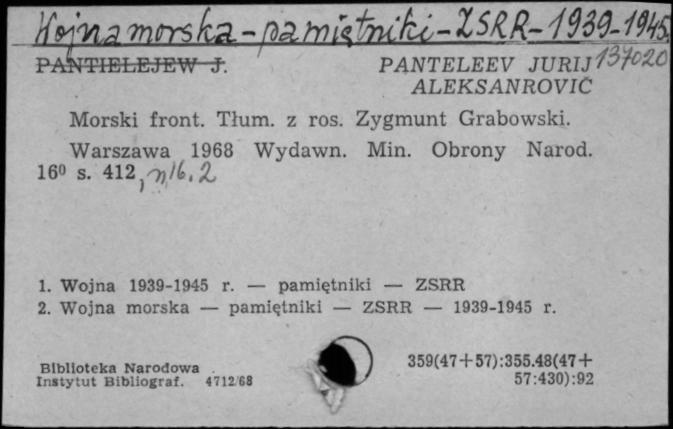 Wojna morska - pamiętniki - ZSRR - 1939-1945.
PANTIELEJEW J. PANTELEEV JURIJ 137020
ALEKSANROVIČ
Morski front. Tłum. z ros. Zygmunt Grabowski.
Warszawa 1968 Wydawn. Min. Obrony Narod.
16⁰ s. 412, nlb. 2
1. Wojna 1939-1945 r. — pamiętniki — ZSRR
2. Wojna morska — pamiętniki — ZSRR — 1939-1945 r.
Biblioteka Narodowa 359(47+57):355.48(47+
Instytut Bibliograf. 4712/68 57:430):92